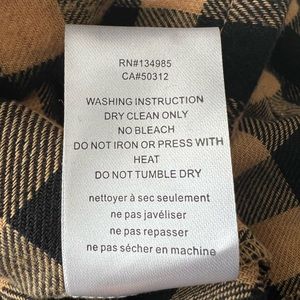 RN#134985
CA#50312
WASHING INSTRUCTION
DRY CLEAN ONLY
NO BLEACH
DO NOT IRON OR PRESS WITH
HEAT
DO NOT TUMBLE DRY
nettoyer à sec seulement
ne pas javéliser
ne pas repasser
ne pas sécher en machine